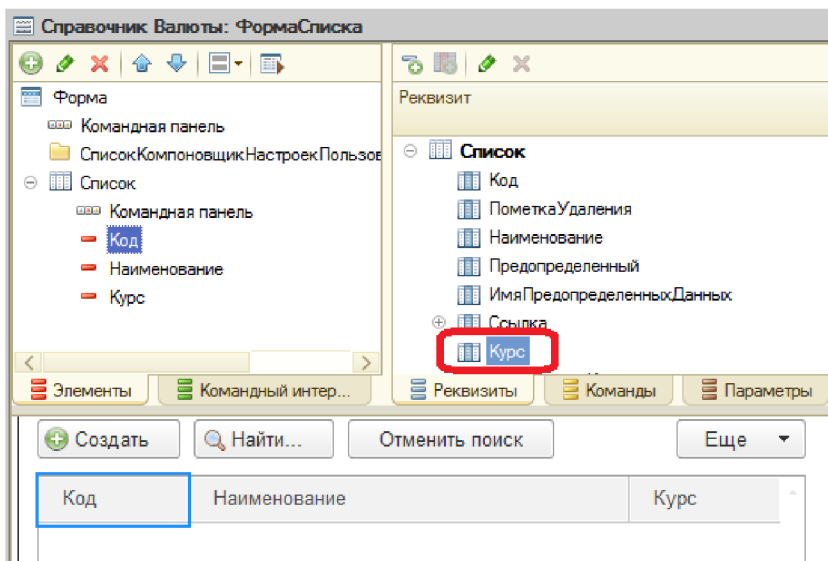 Справочник Валюты: ФормаСписка
Форма
Командная панель
СписокКомпоновщикНастроекПользов
Список
Командная панель
Код
Наименование
Курс
Элементы
Командный интер...
Реквизит
Список
Код
ПометкаУдаления
Наименование
Предопределенный
ИмяПредопределенныхДанных
Ссылка
Курс
Реквизиты
Команды
Параметры
Создать
Найти...
Отменить поиск
Еще
Код
Наименование
Курс